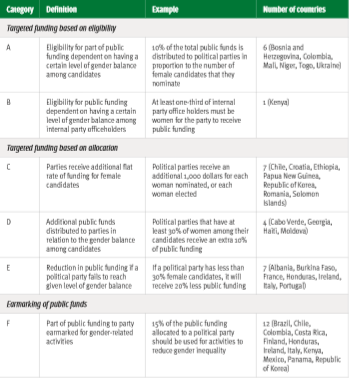 Category Definition Example Number of countries
Targeted funding based on eligibility
A Eligibility for part of public funding dependent on having a certain level of gender balance among candidates 10% of the total public funds is distributed to political parties in proportion to the number of female candidates that they nominate 6 (Bosnia and Herzegovina, Colombia, Mali, Niger, Togo, Ukraine)
B Eligibility for public funding dependent on having a certain level of gender balance among internal party officeholders At least one-third of internal party office holders must be women for the party to receive public funding 1 (Kenya)
Targeted funding based on allocation
C Parties receive additional flat rate of funding for female candidates Political parties receive an additional 1,000 dollars for each woman nominated, or each woman elected 7 (Chile, Croatia, Ethiopia, Papua New Guinea, Republic of Korea, Romania, Solomon Islands)
D Additional public funds distributed to parties in relation to the gender balance among candidates Political parties that have at least 30% of women among their candidates receive an extra 10% of public funding 4 (Cabo Verde, Georgia, Haiti, Moldova)
E Reduction in public funding if a political party fails to reach given level of gender balance If a political party has less than 30% female candidates, it will receive 20% less public funding 7 (Albania, Burkina Faso, France, Honduras, Ireland, Italy, Portugal)
Earmarking of public funds
F Part of public funding to party earmarked for gender-related activities 15% of the public funding allocated to a political party should be used for activities to reduce gender inequality 12 (Brazil, Chile, Colombia, Costa Rica, Finland, Honduras, Ireland, Italy, Kenya, Mexico, Panama, Republic of Korea)